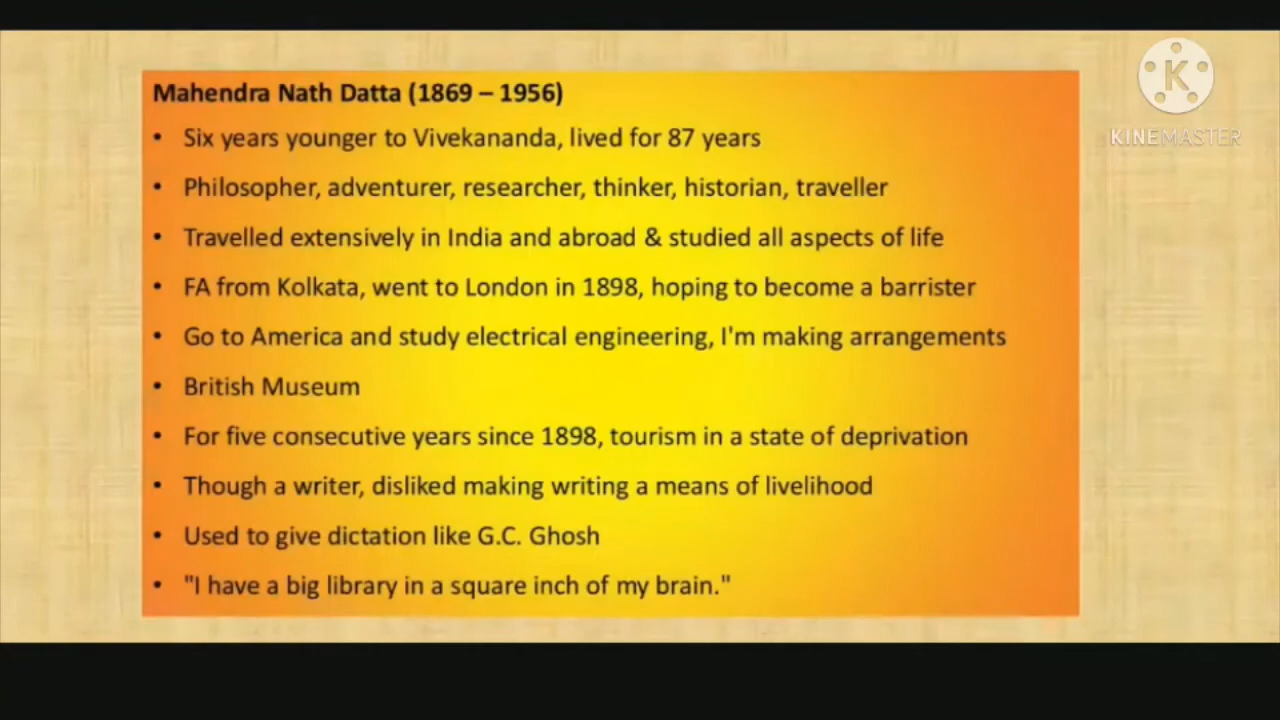 Mahendra Nath Datta (1869 – 1956)
• Six years younger to Vivekananda, lived for 87 years
• Philosopher, adventurer, researcher, thinker, historian, traveller
• Travelled extensively in India and abroad & studied all aspects of life
• FA from Kolkata, went to London in 1898, hoping to become a barrister
• Go to America and study electrical engineering, I'm making arrangements
• British Museum
• For five consecutive years since 1898, tourism in a state of deprivation
• Though a writer, disliked making writing a means of livelihood
• Used to give dictation like G.C. Ghosh
• "I have a big library in a square inch of my brain."
K
KINEMASTER